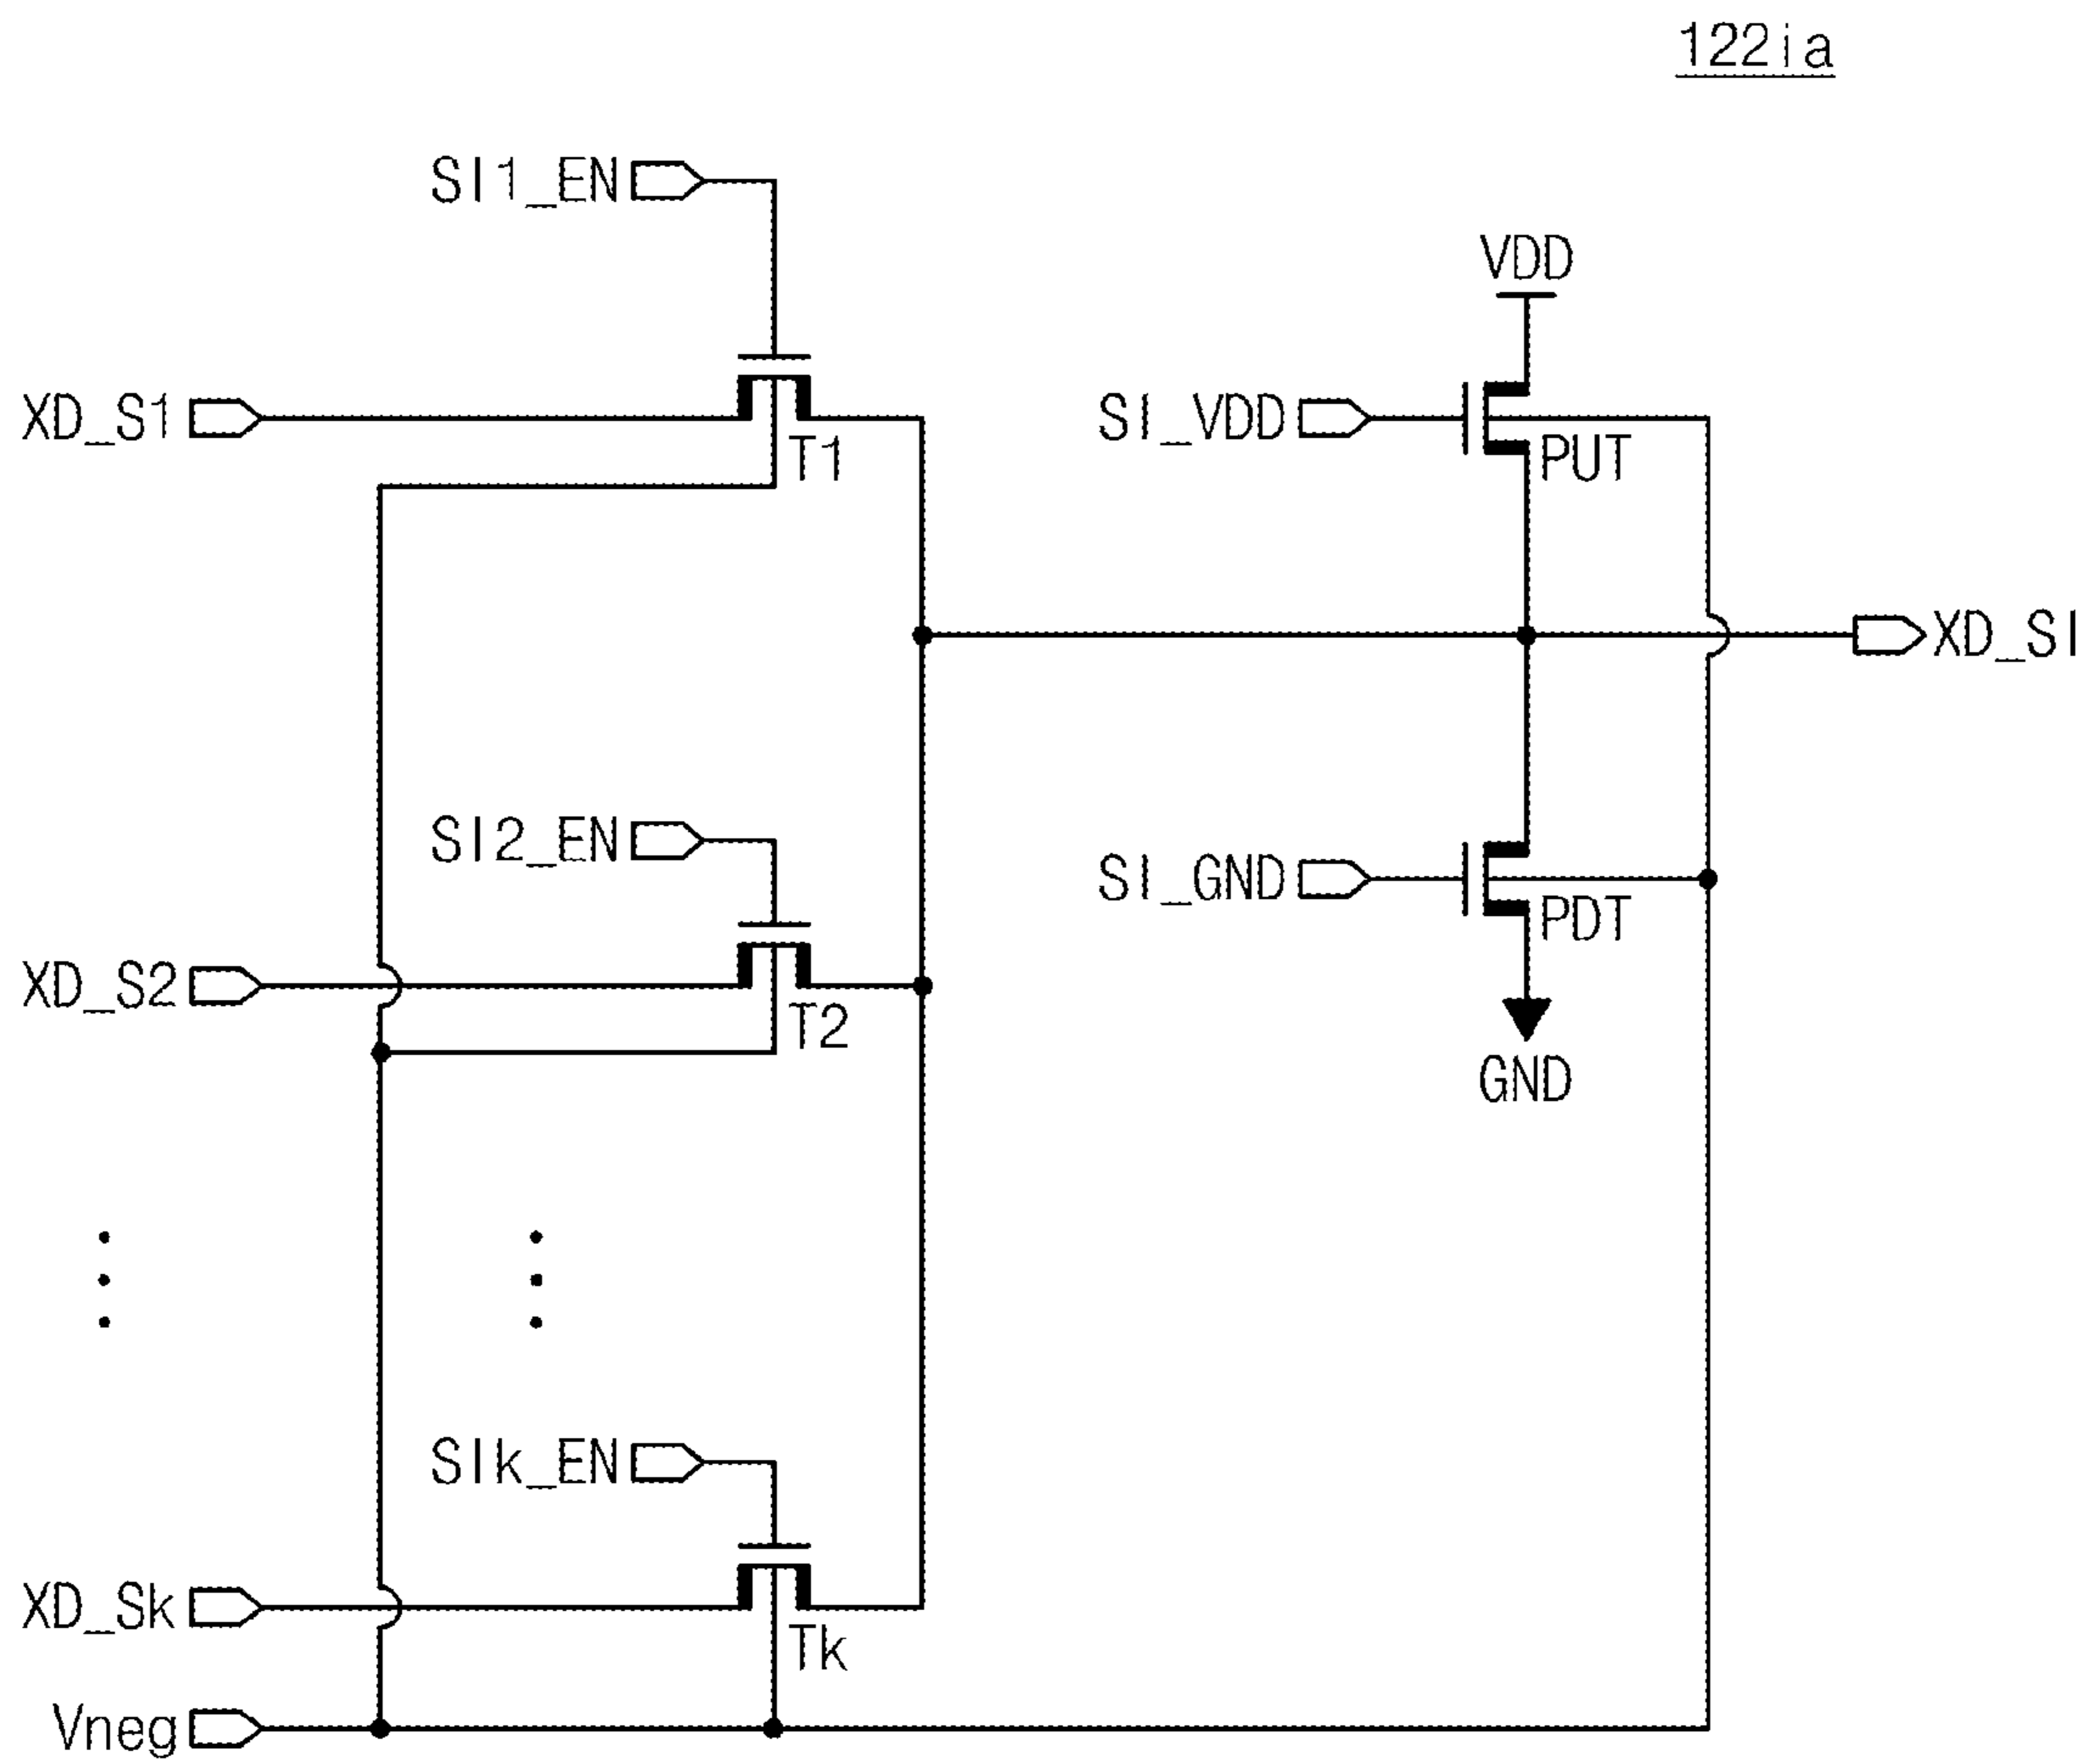 122ia
SI1_EN
VDD
XD_S1
T1
SI_VDD
PUT
XD_SI
SI2_EN
SI_GND
PDT
XD_S2
T2
GND
SIk_EN
XD_Sk
Tk
Vneg